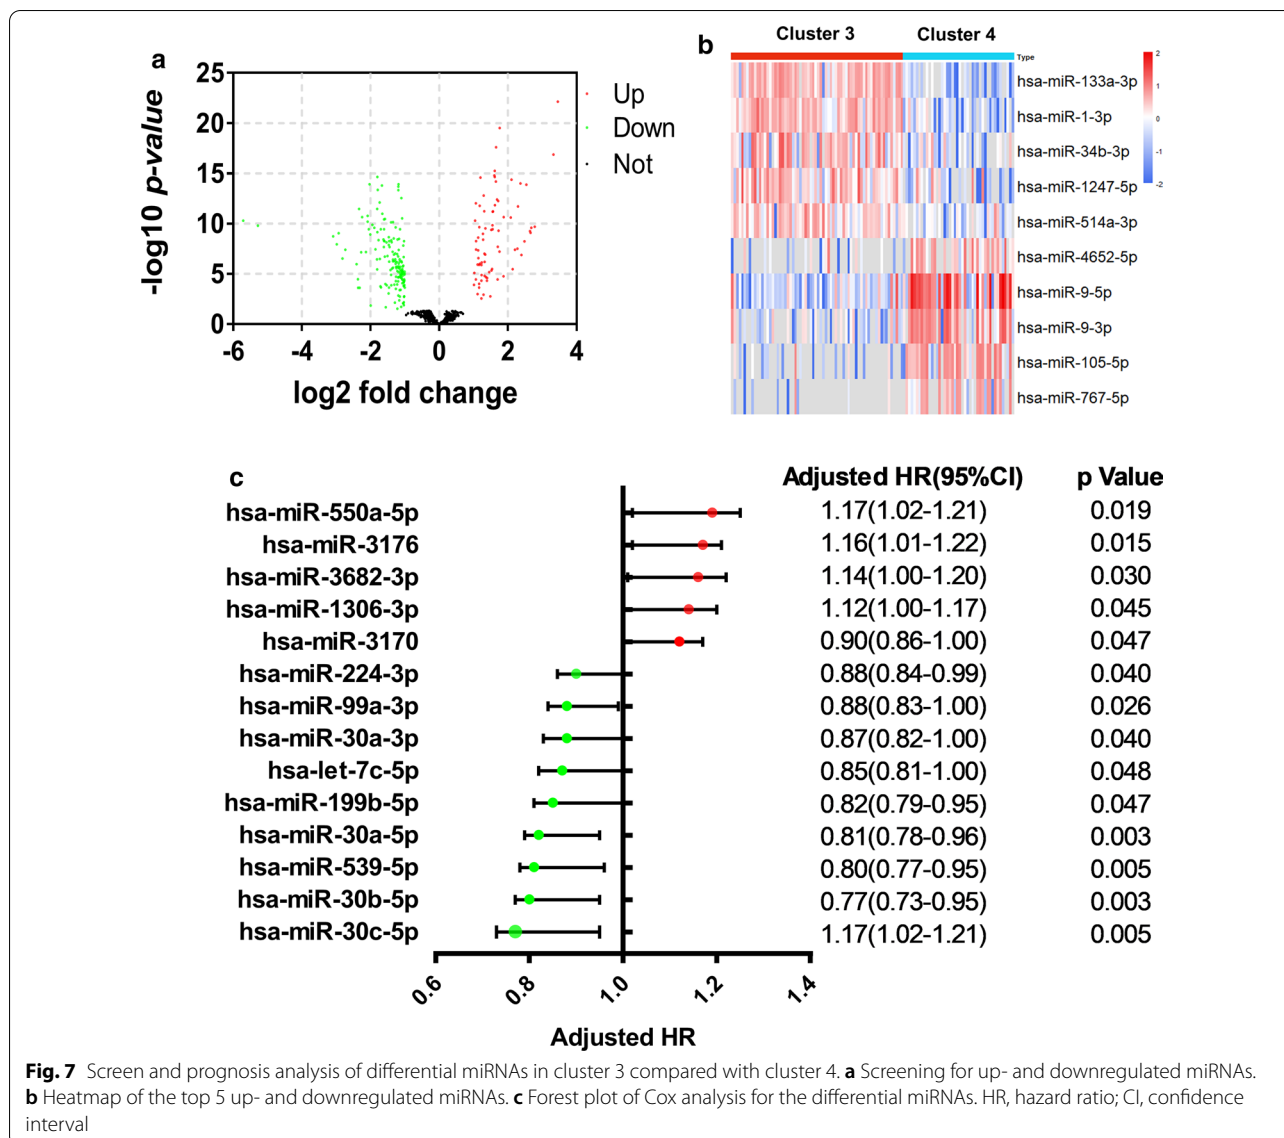 a
25
20
15
10
5
0
-log10 p-value
-6 -4 -2 0 2 4
log2 fold change
Up
Down
Not
b
Cluster 3 Cluster 4
Type
hsa-miR-133a-3p
hsa-miR-1-3p
hsa-miR-34b-3p
hsa-miR-1247-5p
hsa-miR-514a-3p
hsa-miR-4652-5p
hsa-miR-9-5p
hsa-miR-9-3p
hsa-miR-105-5p
hsa-miR-767-5p
2
1
0
-1
-2
c
Adjusted HR(95%CI) p Value
hsa-miR-550a-5p 1.17(1.02-1.21) 0.019
hsa-miR-3176 1.16(1.01-1.22) 0.015
hsa-miR-3682-3p 1.14(1.00-1.20) 0.030
hsa-miR-1306-3p 1.12(1.00-1.17) 0.045
hsa-miR-3170 0.90(0.86-1.00) 0.047
hsa-miR-224-3p 0.88(0.84-0.99) 0.040
hsa-miR-99a-3p 0.88(0.83-1.00) 0.026
hsa-miR-30a-3p 0.87(0.82-1.00) 0.040
hsa-let-7c-5p 0.85(0.81-1.00) 0.048
hsa-miR-199b-5p 0.82(0.79-0.95) 0.047
hsa-miR-30a-5p 0.81(0.78-0.96) 0.003
hsa-miR-539-5p 0.80(0.77-0.95) 0.005
hsa-miR-30b-5p 0.77(0.73-0.95) 0.003
hsa-miR-30c-5p 1.17(1.02-1.21) 0.005
0.6 0.8 1.0 1.2 1.4
Adjusted HR
Fig. 7 Screen and prognosis analysis of differential miRNAs in cluster 3 compared with cluster 4. a Screening for up- and downregulated miRNAs.
b Heatmap of the top 5 up- and downregulated miRNAs. c Forest plot of Cox analysis for the differential miRNAs. HR, hazard ratio; CI, confidence
interval